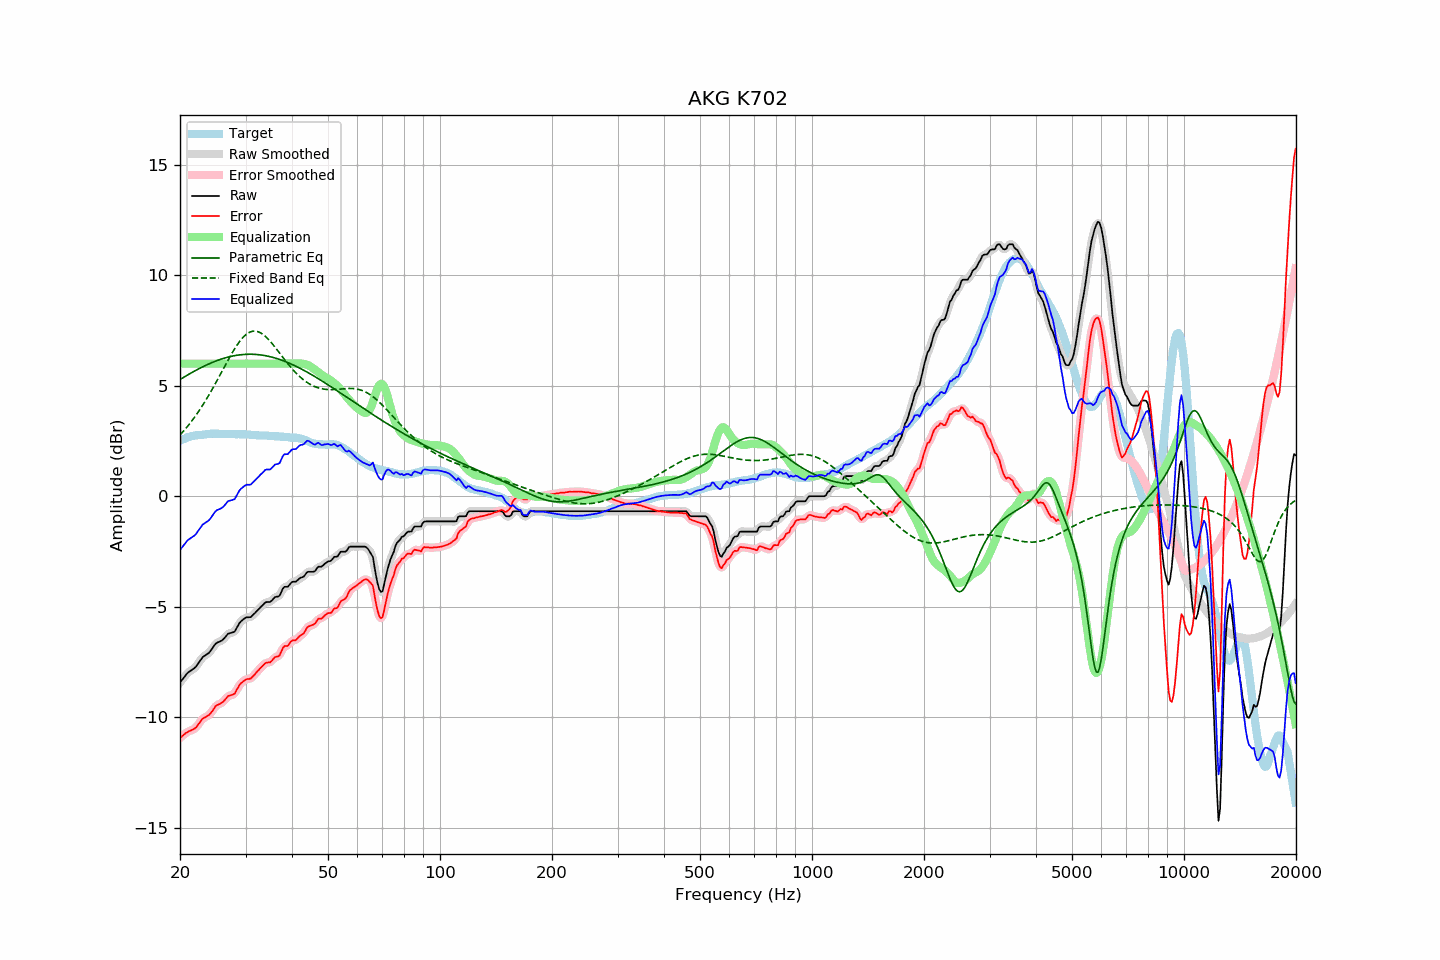 AKG K702
Target
Raw Smoothed
Error Smoothed
Raw
Error
Equalization
Parametric Eq
Fixed Band Eq
Equalized
15
10
5
0
−5
−10
−15
Amplitude (dBr)
20 50 100 200 500 1000 2000 5000 10000 20000
Frequency (Hz)